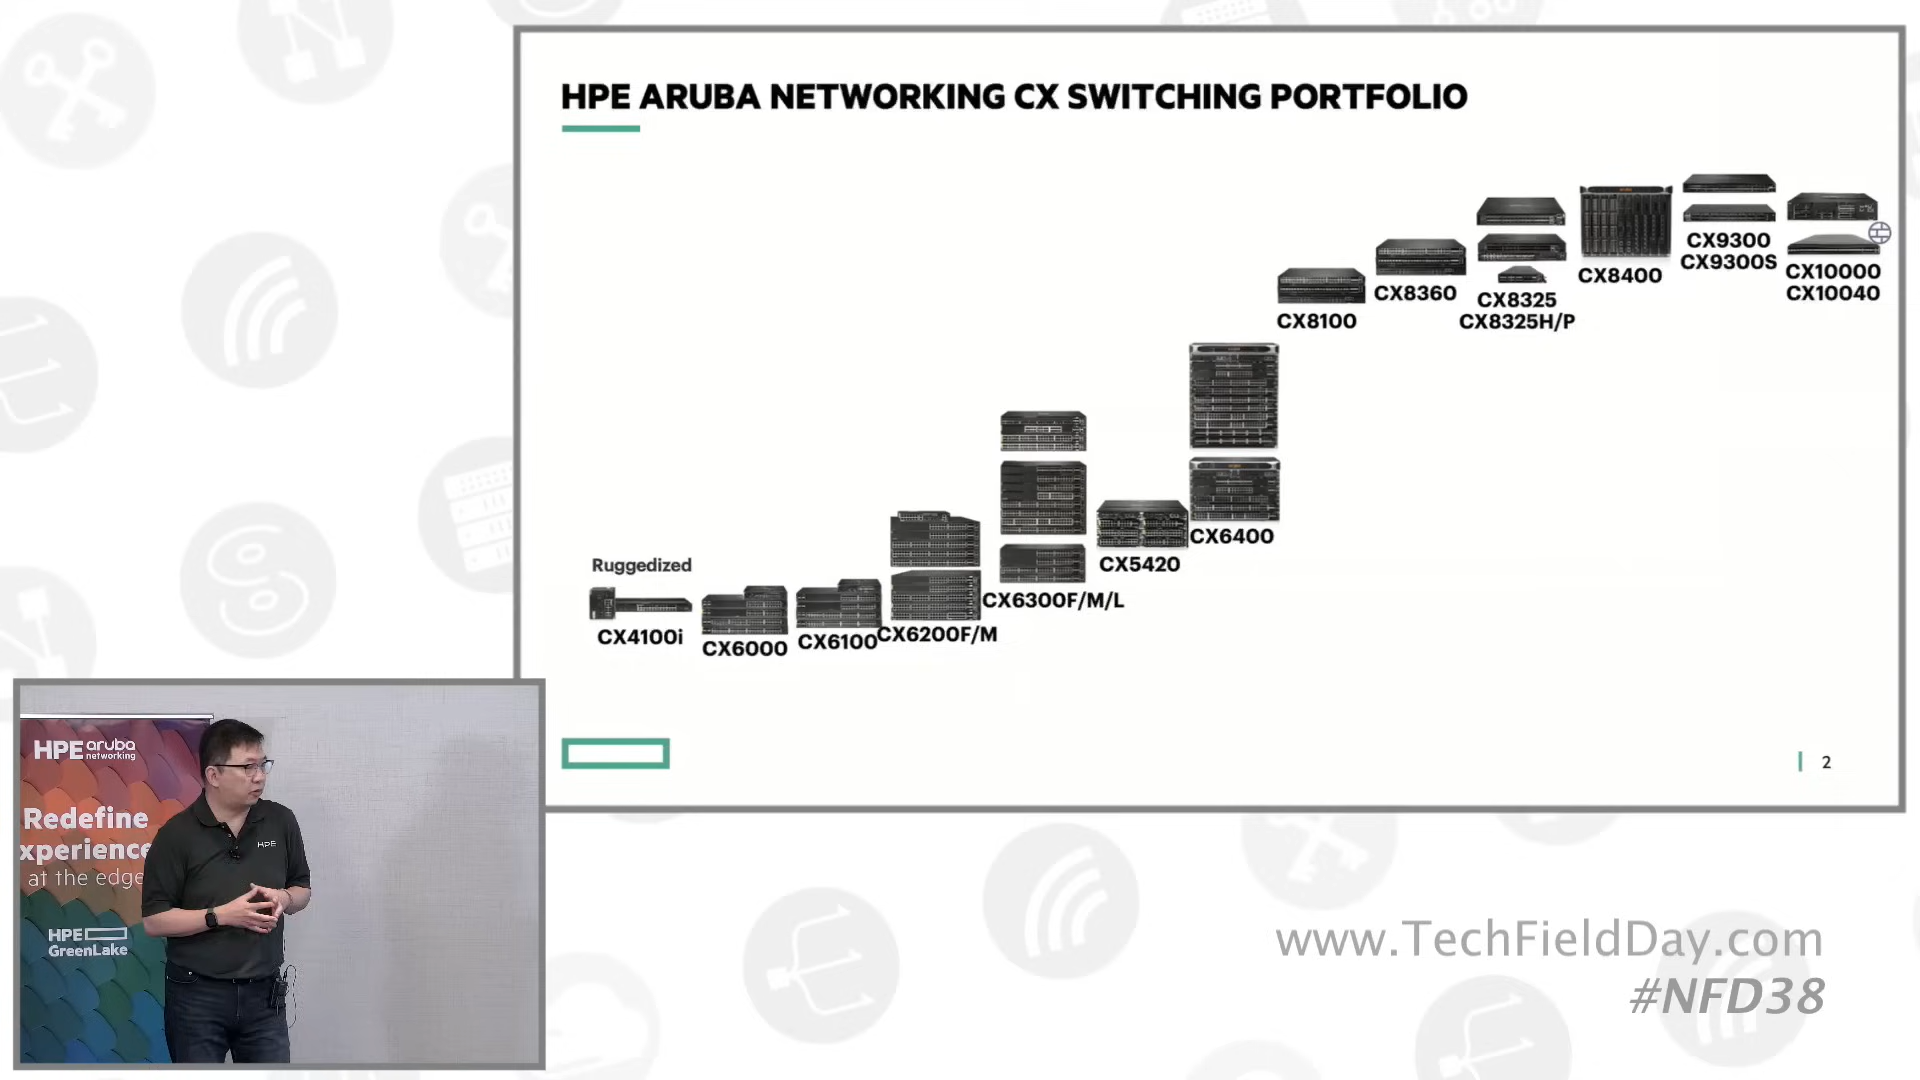 HPE ARUBA NETWORKING CX SWITCHING PORTFOLIO
CX9300
CX9300S
CX10000
CX10040
CX8400
CX8360
CX8325
CX8325H/P
CX8100
CX6400
CX5420
Ruggedized
CX6300F/M/L
CX4100i
CX6000
CX6100
CX6200F/M
2
HPE aruba
networking
Redefine
xperience
at the edge
HPE
GreenLake
HPE
www.TechFieldDay.com
#NFD38